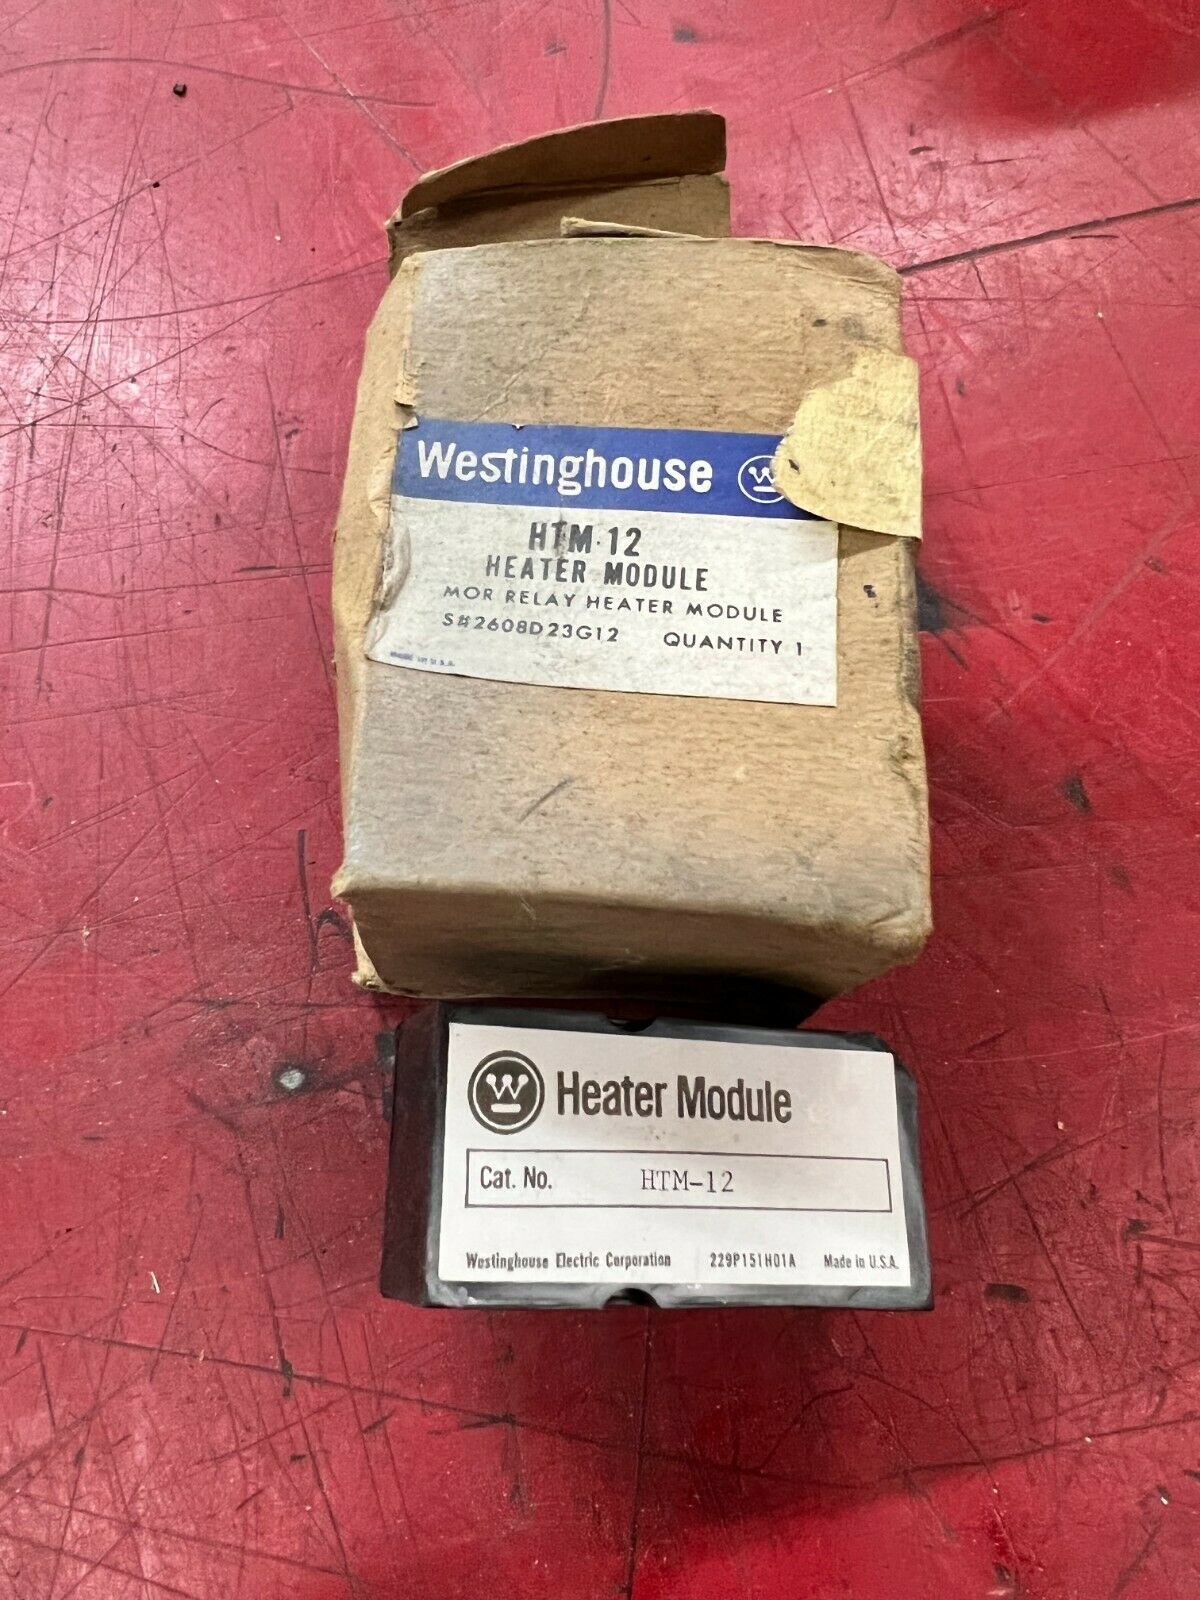 Westinghouse W
HTM-12
HEATER MODULE
MOR RELAY HEATER MODULE
S#2608D23G12 QUANTITY 1
W Heater Module
Cat. No. HTM-12
Westinghouse Electric Corporation 229P151H01A Made in U.S.A.